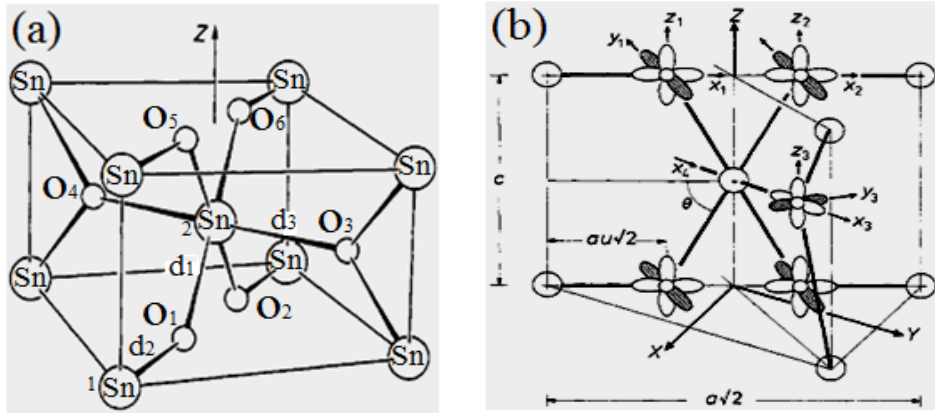 (a)
Z
Sn
Sn
O5
O6
Sn
Sn
O4
Sn
2
d3
O3
d1
Sn
Sn
O2
O1
d2
1
Sn
Sn
(b)
z1
Z
z2
y1
x1
x2
c
z3
x4
y3
θ
x3
au√2
X
Y
a√2